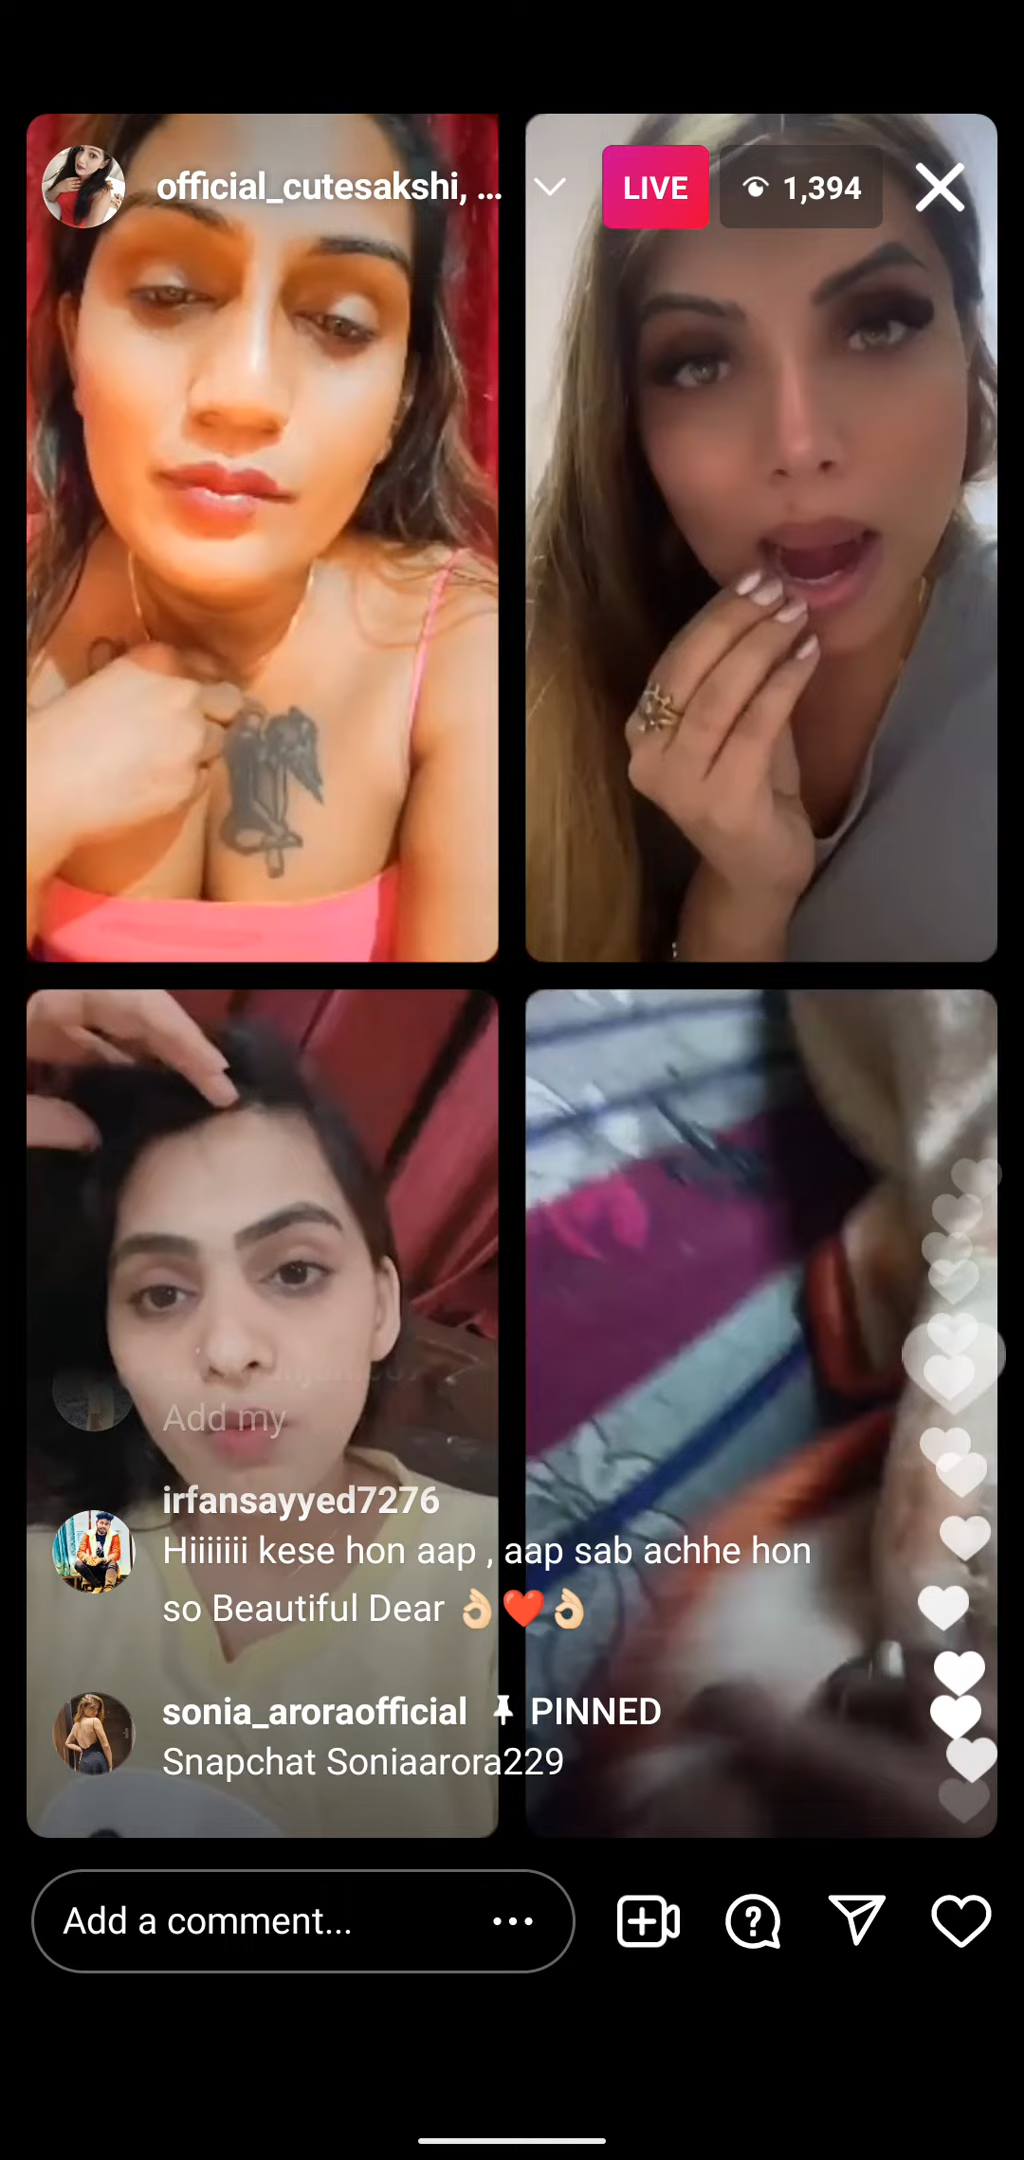 official_cutesakshi, ...
LIVE
1,394
Add my
irfansayyed7276
Hiiiiiii kese hon aap , aap sab achhe hon
so Beautiful Dear 👌🏻❤️👌🏻
sonia_aroraofficial PINNED
Snapchat Soniaarora229
Add a comment...